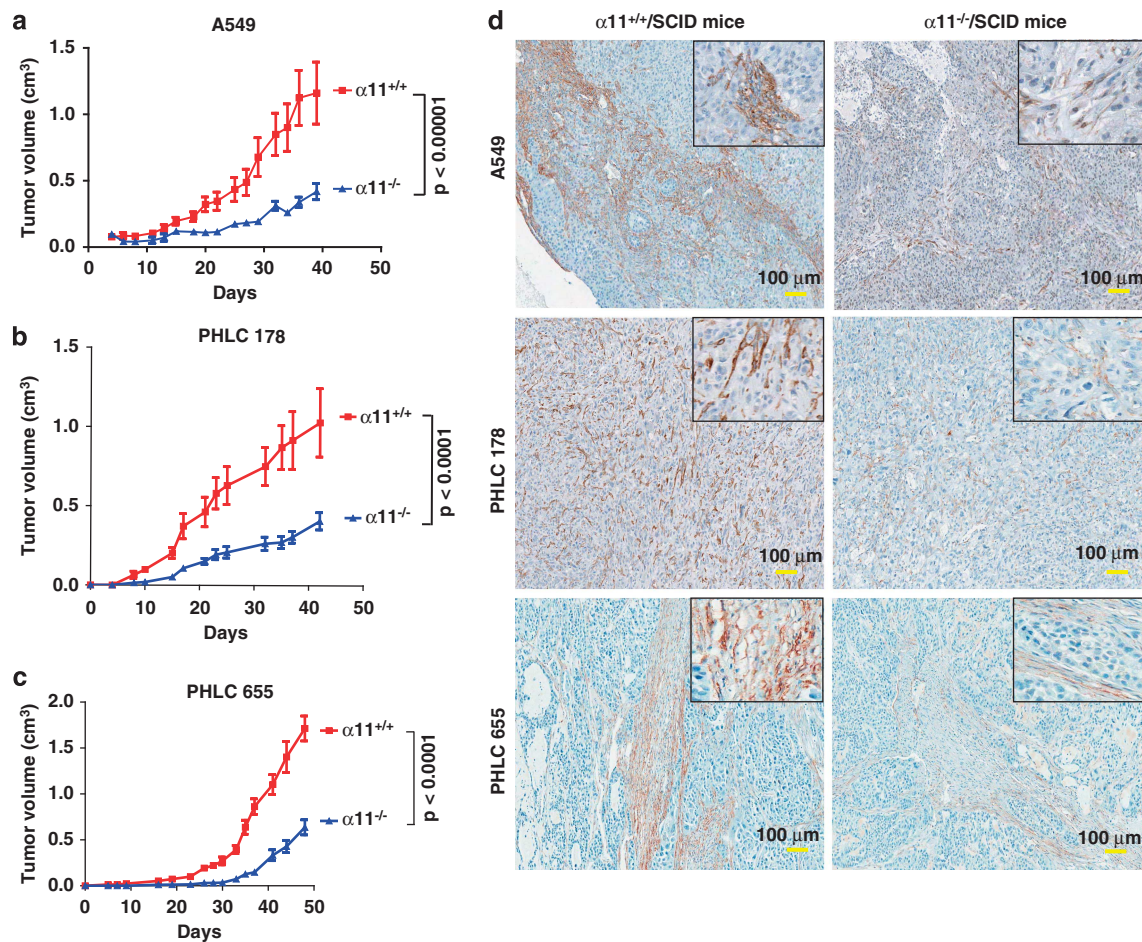 a
A549
Tumor volume (cm³)
1.5
1.0
0.5
0.0
0 10 20 30 40 50
Days
α11⁺/⁺
α11⁻/⁻
p < 0.00001
b
PHLC 178
Tumor volume (cm³)
1.5
1.0
0.5
0.0
0 10 20 30 40 50
Days
α11⁺/⁺
α11⁻/⁻
p < 0.0001
c
PHLC 655
Tumor volume (cm³)
2.0
1.5
1.0
0.5
0.0
0 10 20 30 40 50
Days
α11⁺/⁺
α11⁻/⁻
p < 0.0001
d
α11⁺/⁺/SCID mice
α11⁻/⁻/SCID mice
A549
100 μm
100 μm
PHLC 178
100 μm
100 μm
PHLC 655
100 μm
100 μm